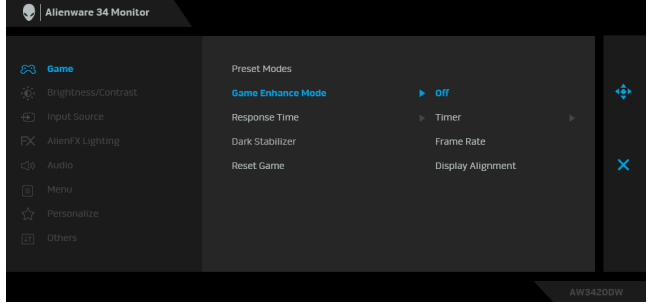 Alienware 34 Monitor
Game
Brightness/Contrast
Input Source
AlienFX Lighting
Audio
Menu
Personalize
Others
Preset Modes
Game Enhance Mode
Response Time
Dark Stabilizer
Reset Game
Off
Timer
Frame Rate
Display Alignment
AW3420DW